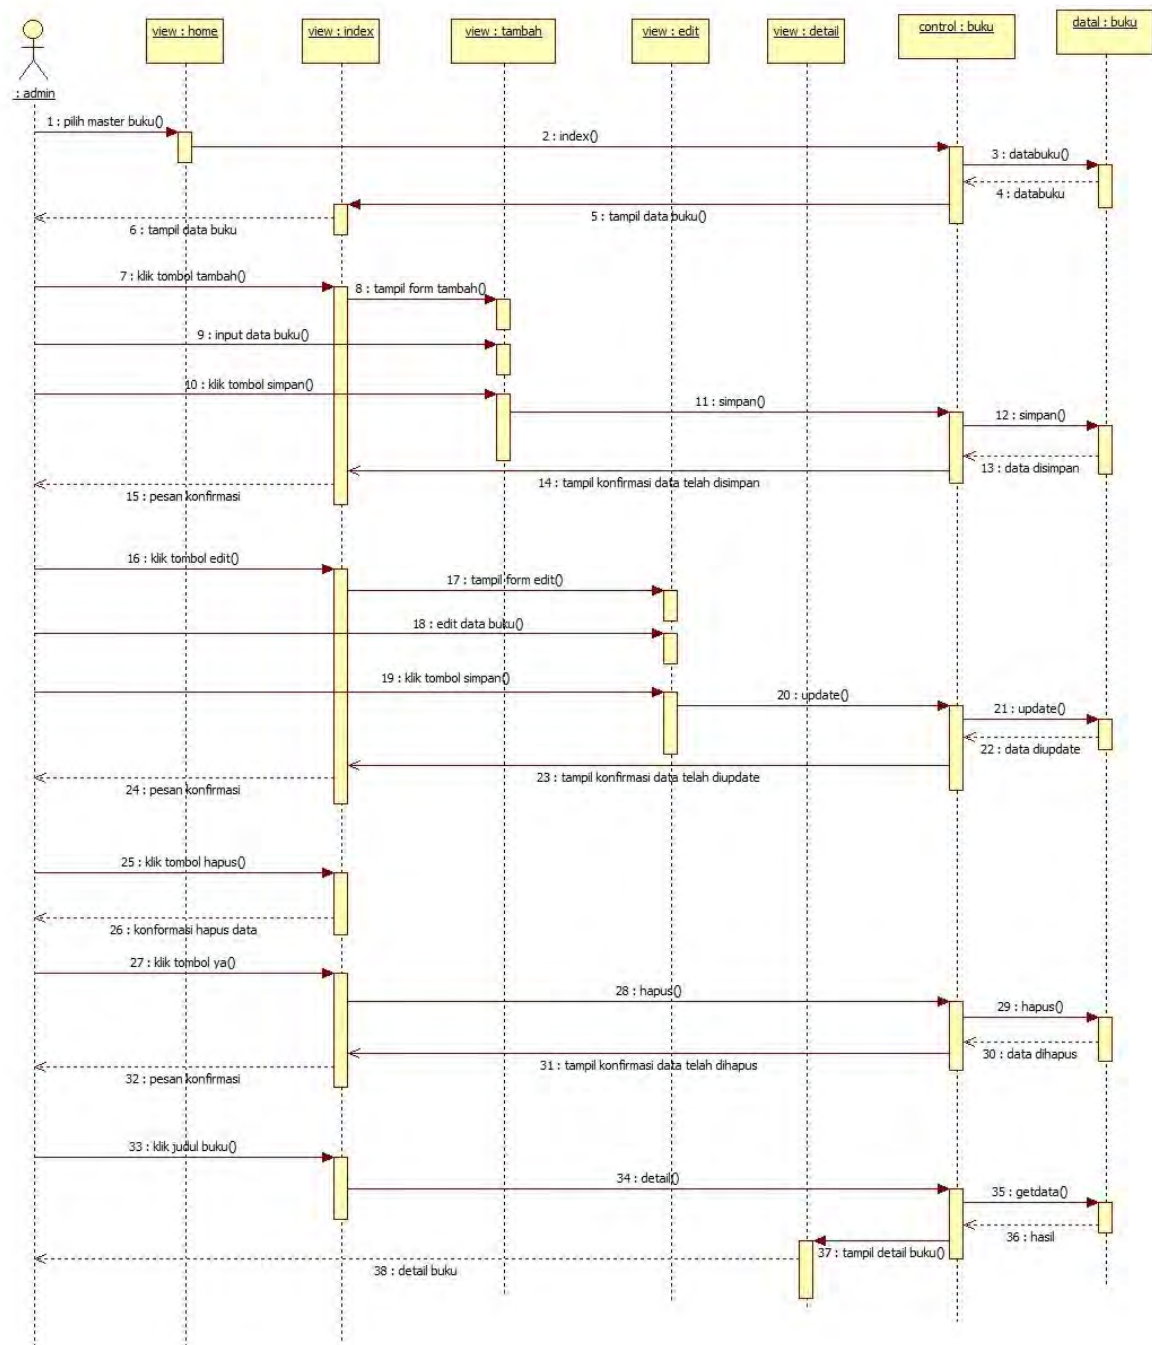 view : home
view : index
view : tambah
view : edit
view : detail
control : buku
datal : buku
: admin
1 : pilih master buku()
2 : index()
3 : databuku()
4 : databuku
5 : tampil data buku()
6 : tampil data buku
7 : klik tombol tambah()
8 : tampil form tambah()
9 : input data buku()
10 : klik tombol simpan()
11 : simpan()
12 : simpan()
13 : data disimpan
14 : tampil konfirmasi data telah disimpan
15 : pesan konfirmasi
16 : klik tombol edit()
17 : tampil form edit()
18 : edit data buku()
19 : klik tombol simpan()
20 : update()
21 : update()
22 : data diupdate
23 : tampil konfirmasi data telah diupdate
24 : pesan konfirmasi
25 : klik tombol hapus()
26 : konformasi hapus data
27 : klik tombol ya()
28 : hapus()
29 : hapus()
30 : data dihapus
31 : tampil konfirmasi data telah dihapus
32 : pesan konfirmasi
33 : klik judul buku()
34 : detail()
35 : getdata()
36 : hasil
37 : tampil detail buku()
38 : detail buku